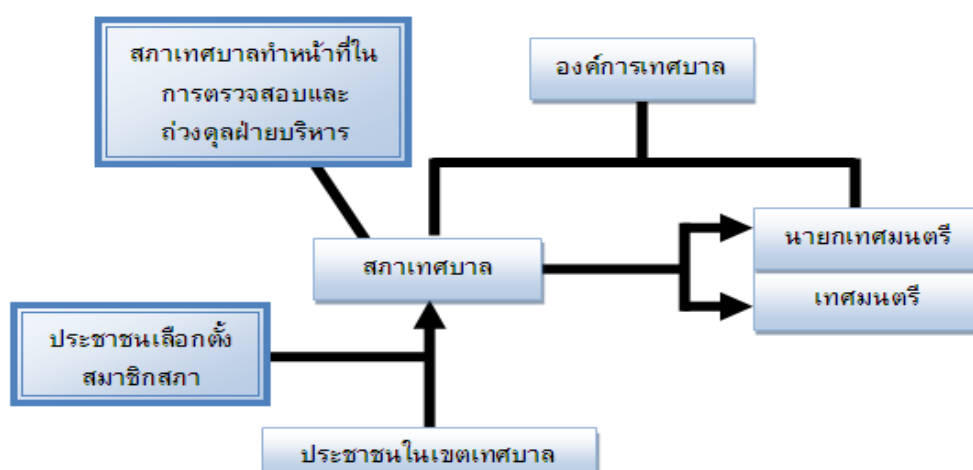 สภาเทศบาลทำหน้าที่ใน
การตรวจสอบและ
ถ่วงดุลฝ่ายบริหาร
องค์การเทศบาล
สภาเทศบาล
นายกเทศมนตรี
เทศมนตรี
ประชาชนเลือกตั้ง
สมาชิกสภา
ประชาชนในเขตเทศบาล